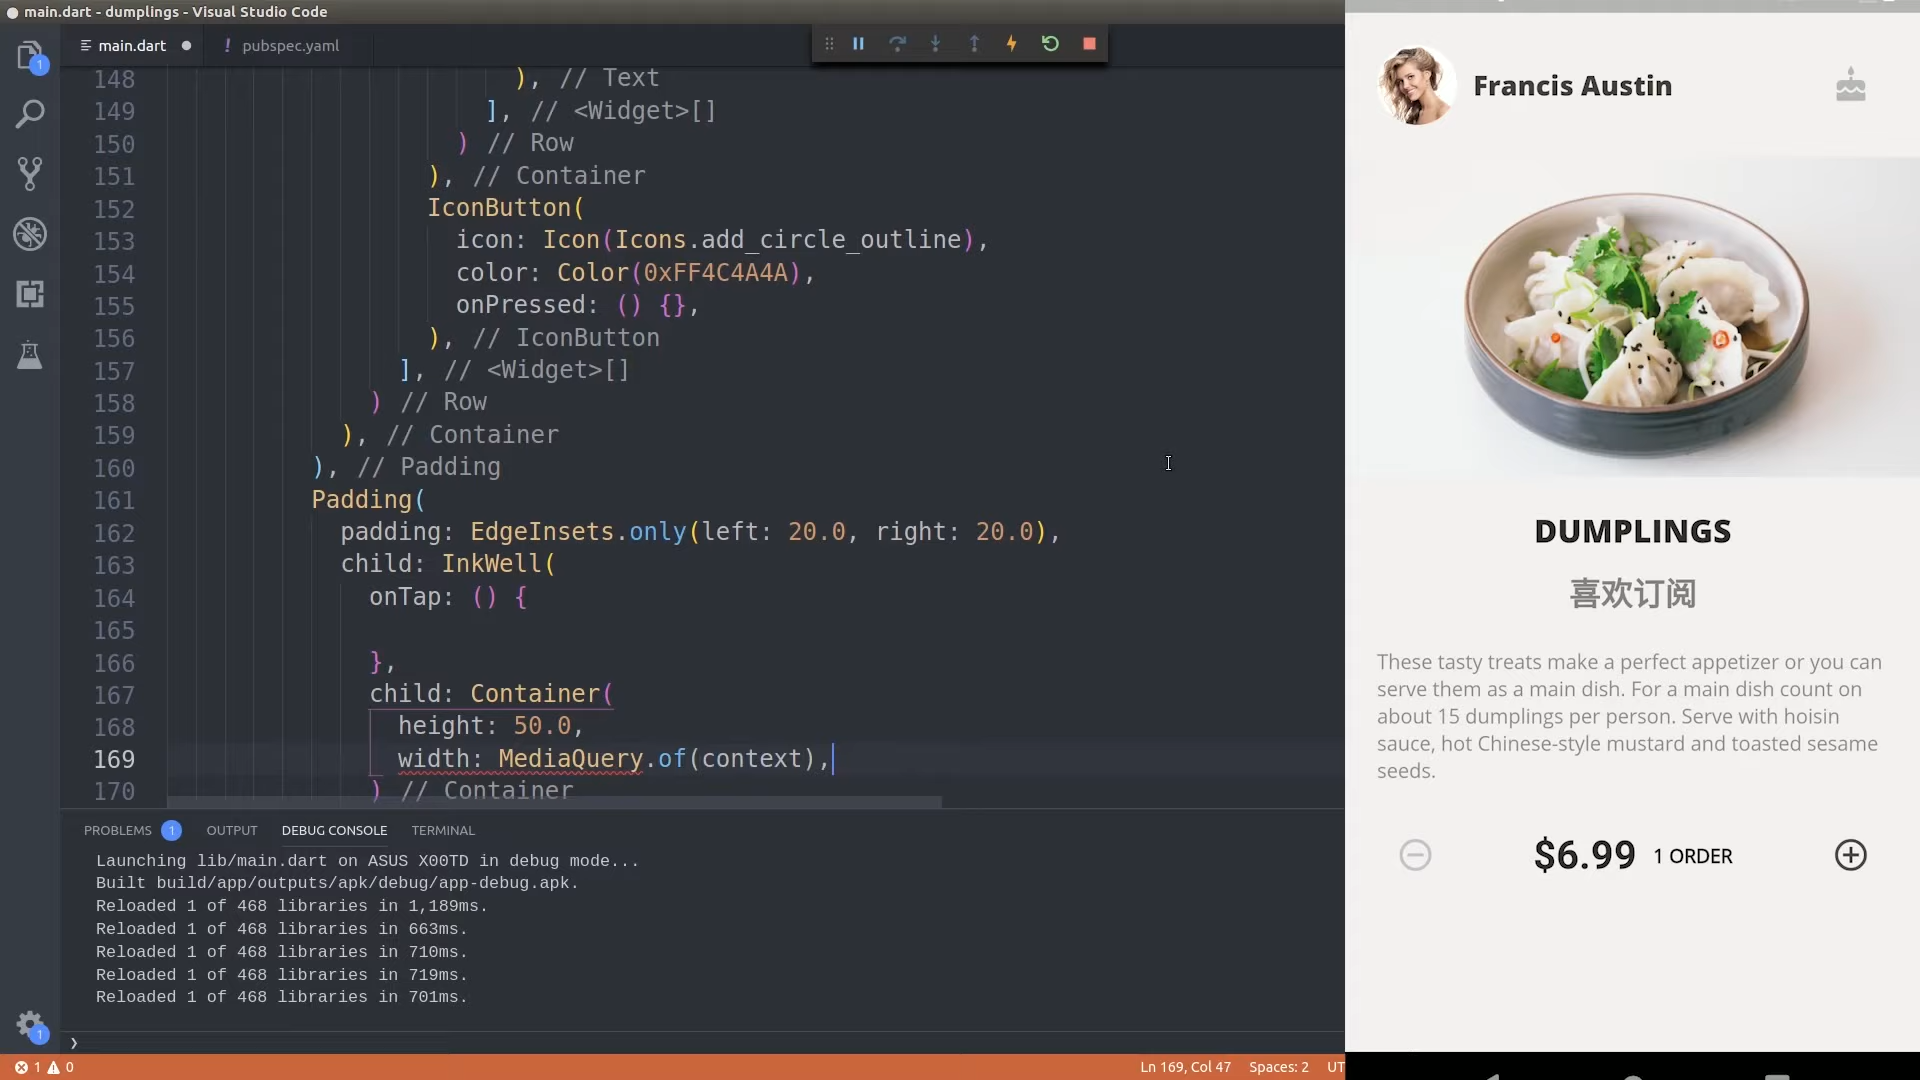 main.dart - dumplings - Visual Studio Code
main.dart
! pubspec.yaml
1
148 ), // Text
149 ], // <Widget>[]
150 ) // Row
151 ), // Container
152 IconButton(
153 icon: Icon(Icons.add_circle_outline),
154 color: Color(0xFF4C4A4A),
155 onPressed: () {},
156 ), // IconButton
157 ], // <Widget>[]
158 ) // Row
159 ), // Container
160 ), // Padding
161 Padding(
162 padding: EdgeInsets.only(left: 20.0, right: 20.0),
163 child: InkWell(
164 onTap: () {
165
166 },
167 child: Container(
168 height: 50.0,
169 width: MediaQuery.of(context),
170 ) // Container
PROBLEMS 1 OUTPUT DEBUG CONSOLE TERMINAL
Launching lib/main.dart on ASUS X00TD in debug mode...
Built build/app/outputs/apk/debug/app-debug.apk.
Reloaded 1 of 468 libraries in 1,189ms.
Reloaded 1 of 468 libraries in 663ms.
Reloaded 1 of 468 libraries in 710ms.
Reloaded 1 of 468 libraries in 719ms.
Reloaded 1 of 468 libraries in 701ms.
1
1 0 Ln 169, Col 47 Spaces: 2
Francis Austin
DUMPLINGS
喜欢订阅
These tasty treats make a perfect appetizer or you can
serve them as a main dish. For a main dish count on
about 15 dumplings per person. Serve with hoisin
sauce, hot Chinese-style mustard and toasted sesame
seeds.
$6.99 1 ORDER